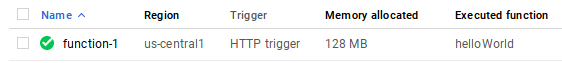 Name Region Trigger Memory allocated Executed function
function-1 us-central1 HTTP trigger 128 MB helloWorld